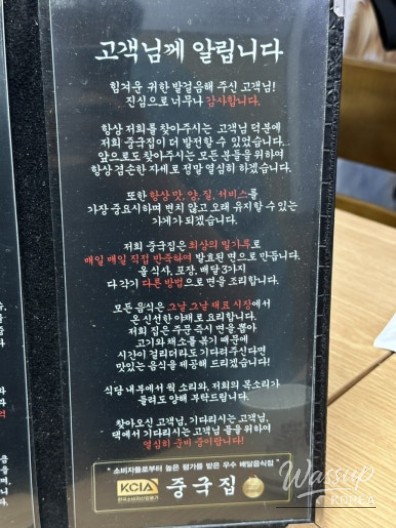 고객님께 알립니다
힘겨운 귀한 발걸음해 주신 고객님!
진심으로 너무나 감사합니다.
항상 저희를 찾아주시는 고객님 덕분에
저희 중국집이 더 발전할 수 있었습니다..
앞으로도 찾아주시는 모든 분들을 위하여
항상 겸손한 자세로 정말 열심히 하겠습니다.
또한 항상 맛, 양, 질, 서비스를
가장 중요시하며 변치 않고 오래 유지할 수 있는
가게가 되겠습니다.
저희 중국집은 최상의 밀가루로
매일 매일 직접 반죽하여 발효된 면으로 만듭니다.
홀 식사, 포장, 배달 3가지
다 각기 다른 방법으로 면을 조리합니다.
모든 음식은 그날 그날 재료 시장에서
온 신선한 야채로 요리합니다.
저희 집은 주문 즉시 면을 뽑아
고기와 채소를 볶기 때문에
시간이 걸리더라도 기다려주신다면
맛있는 음식을 제공해 드리겠습니다!
식당 내부에서 웍 소리와, 저희의 목소리가
들려도 양해 부탁드립니다.
찾아오신 고객님, 기다리시는 고객님,
댁에서 기다리시는 고객님 들을 위하여
열심히 준비 중이랍니다!
* 소비자들로부터 높은 평가를 받은 우수 배달음식점 *
KCIA
중국집
Wassup
KOREA